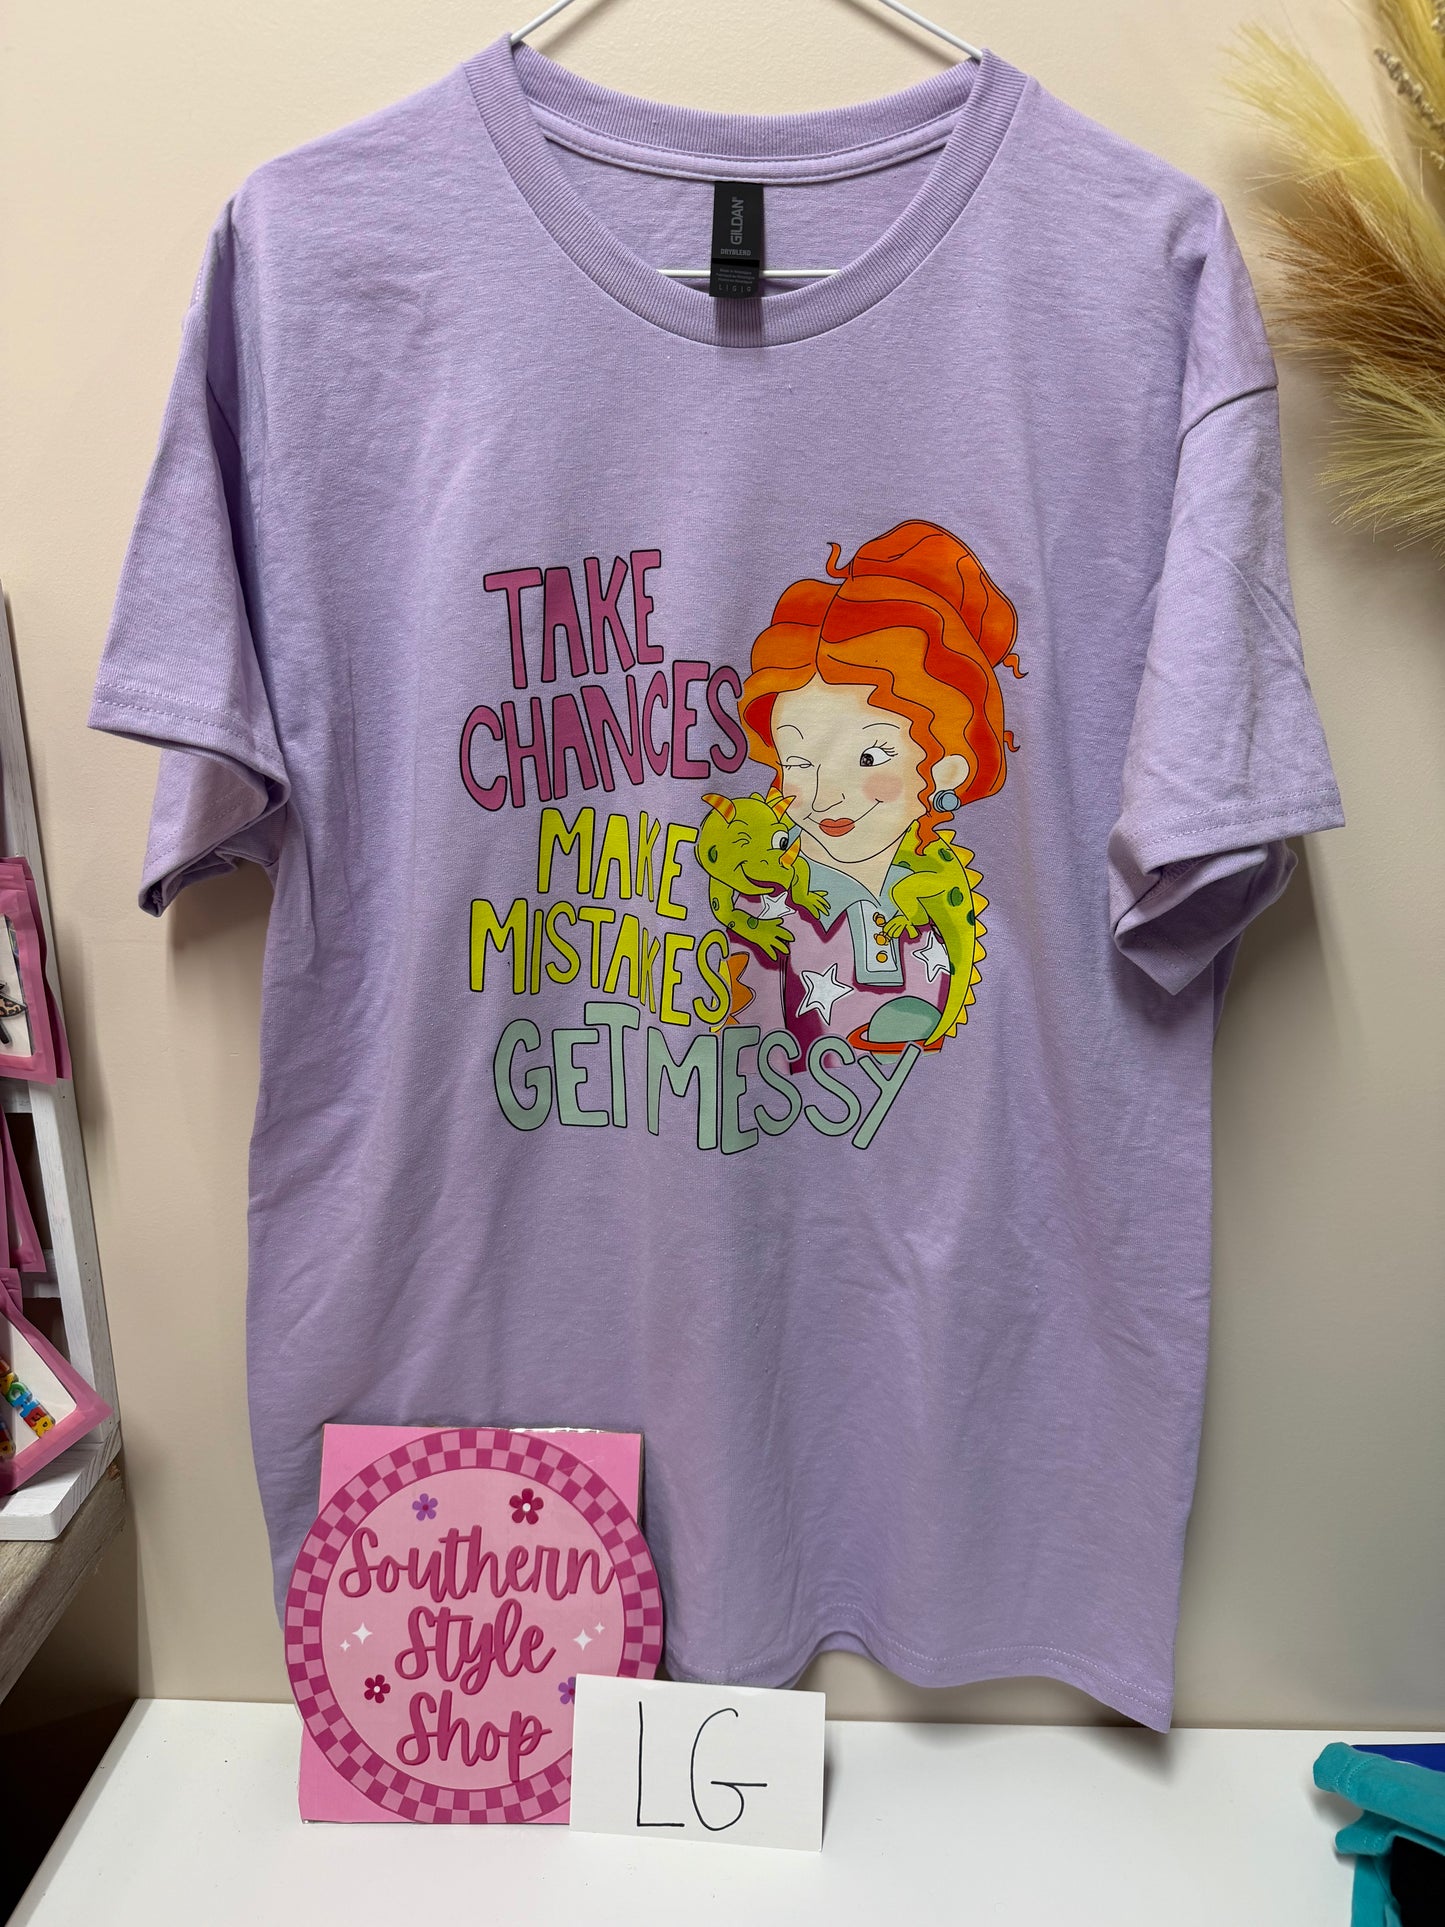 GILDAN
DRYBLEND
L | G | G
TAKE
CHANCES
MAKE
MISTAKES
GET MESSY
Southern
Style
Shop
LG